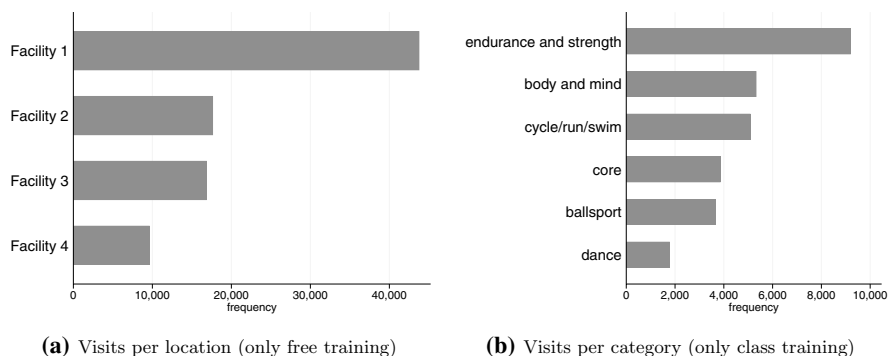 Facility 1
Facility 2
Facility 3
Facility 4
0 10,000 20,000 30,000 40,000
frequency
(a) Visits per location (only free training)
endurance and strength
body and mind
cycle/run/swim
core
ballsport
dance
0 2,000 4,000 6,000 8,000 10,000
frequency
(b) Visits per category (only class training)